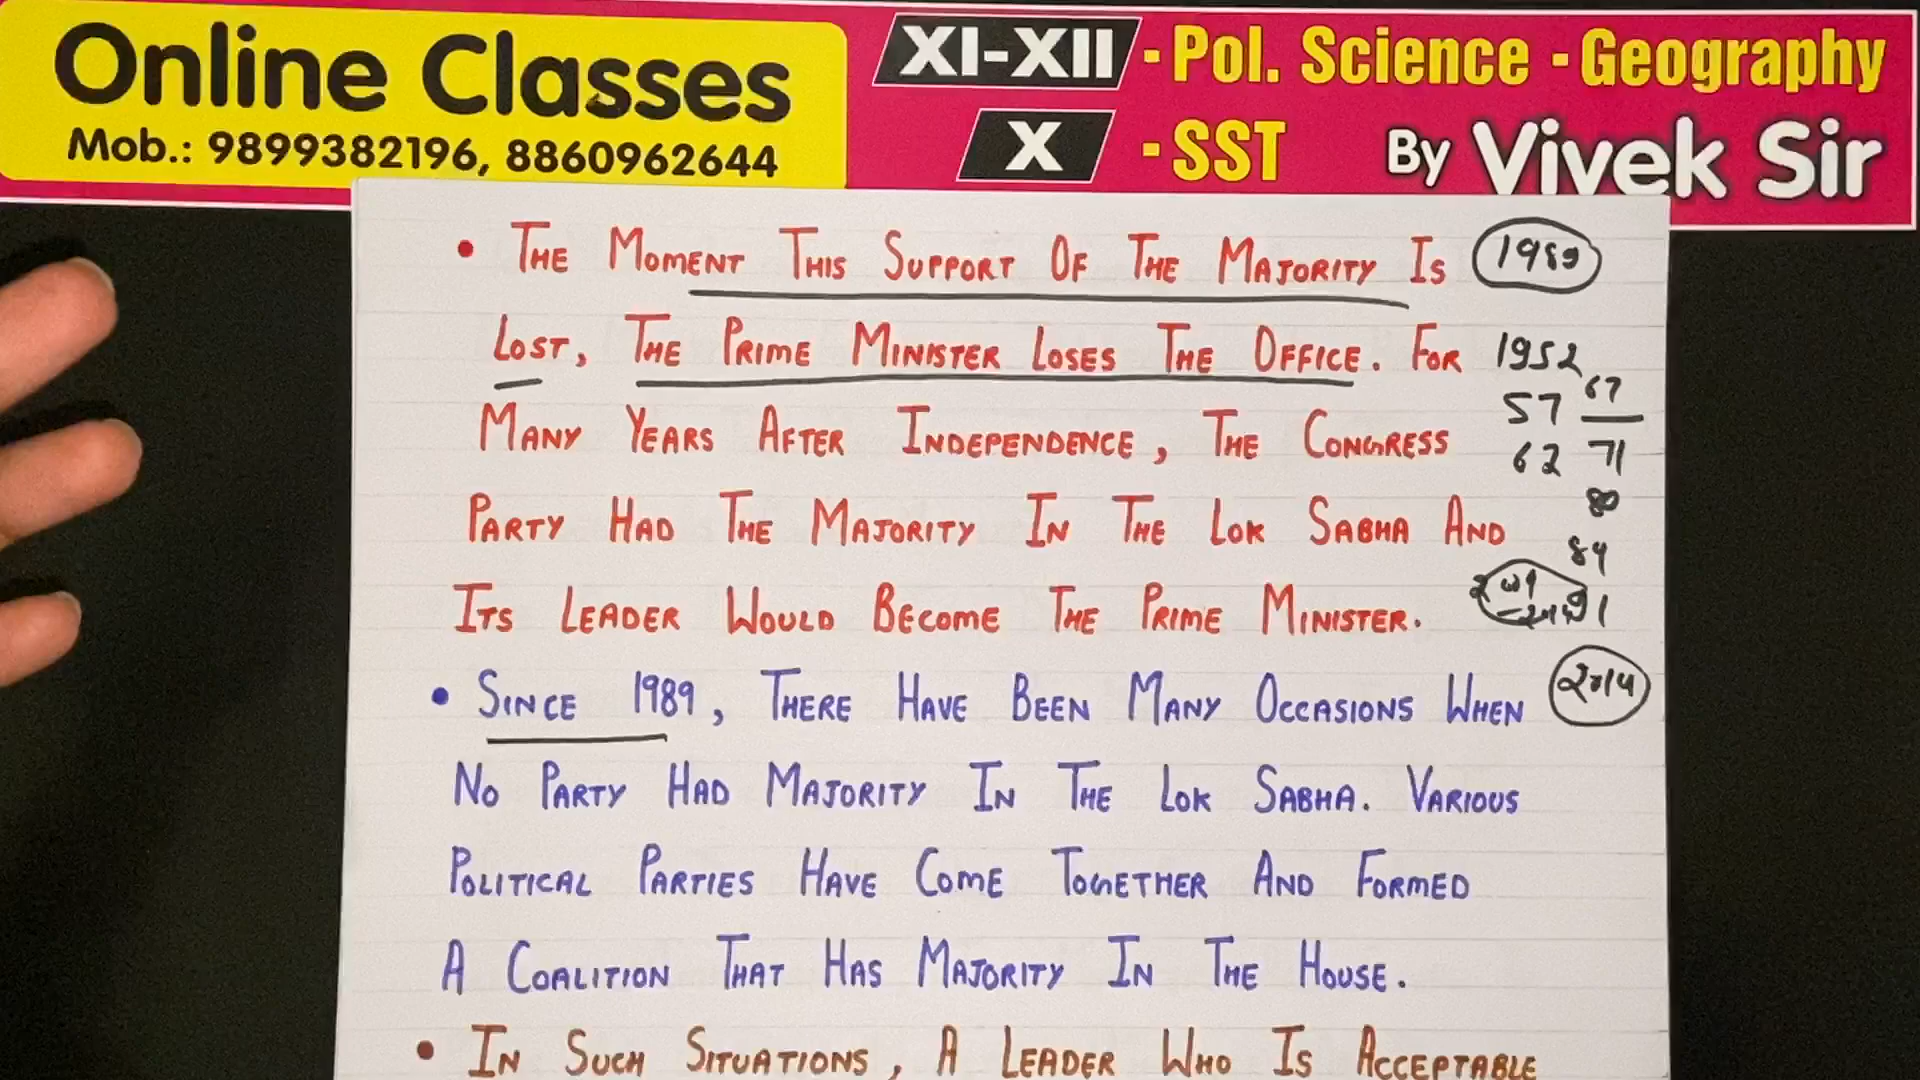 Online Classes
Mob.: 9899382196, 8860962644
XI-XII - Pol. Science - Geography
X - SST By Vivek Sir
• THE MOMENT THIS SUPPORT OF THE MAJORITY IS 1989
LOST, THE PRIME MINISTER LOSES THE OFFICE. FOR 1952
67
57
MANY YEARS AFTER INDEPENDENCE, THE CONGRESS 62 71
PARTY HAD THE MAJORITY IN THE LOK SABHA AND 80
84
ITS LEADER WOULD BECOME THE PRIME MINISTER. 91
• SINCE 1989, THERE HAVE BEEN MANY OCCASIONS WHEN 2014
NO PARTY HAD MAJORITY IN THE LOK SABHA. VARIOUS
POLITICAL PARTIES HAVE COME TOGETHER AND FORMED
A COALITION THAT HAS MAJORITY IN THE HOUSE.
• IN SUCH SITUATIONS, A LEADER WHO IS ACCEPTABLE